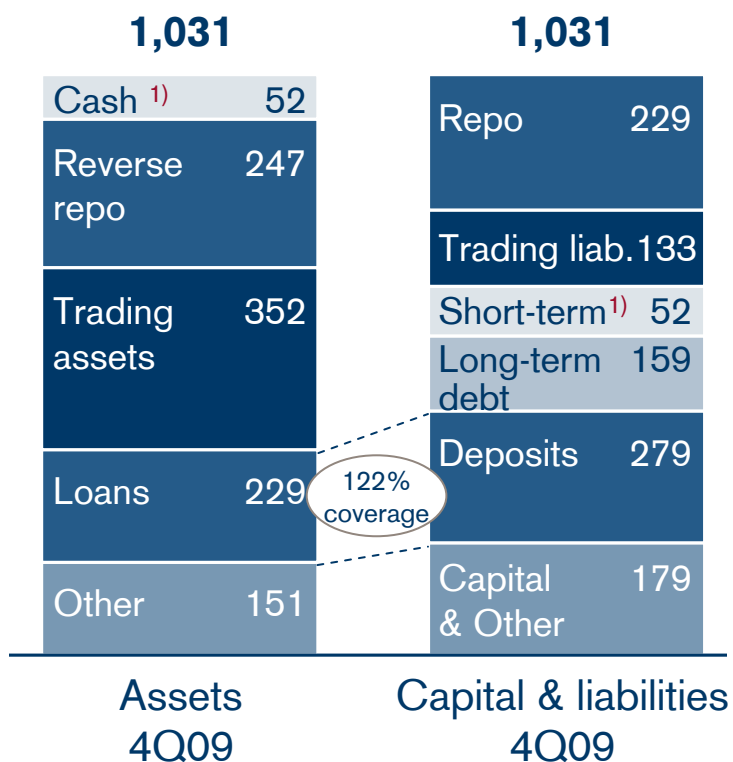 1,031
Cash 1) 52
Reverse 247
repo
Trading 352
assets
Loans 229
Other 151
Assets
4Q09
122%
coverage
1,031
Repo 229
Trading liab. 133
Short-term 1) 52
Long-term 159
debt
Deposits 279
Capital 179
& Other
Capital & liabilities
4Q09